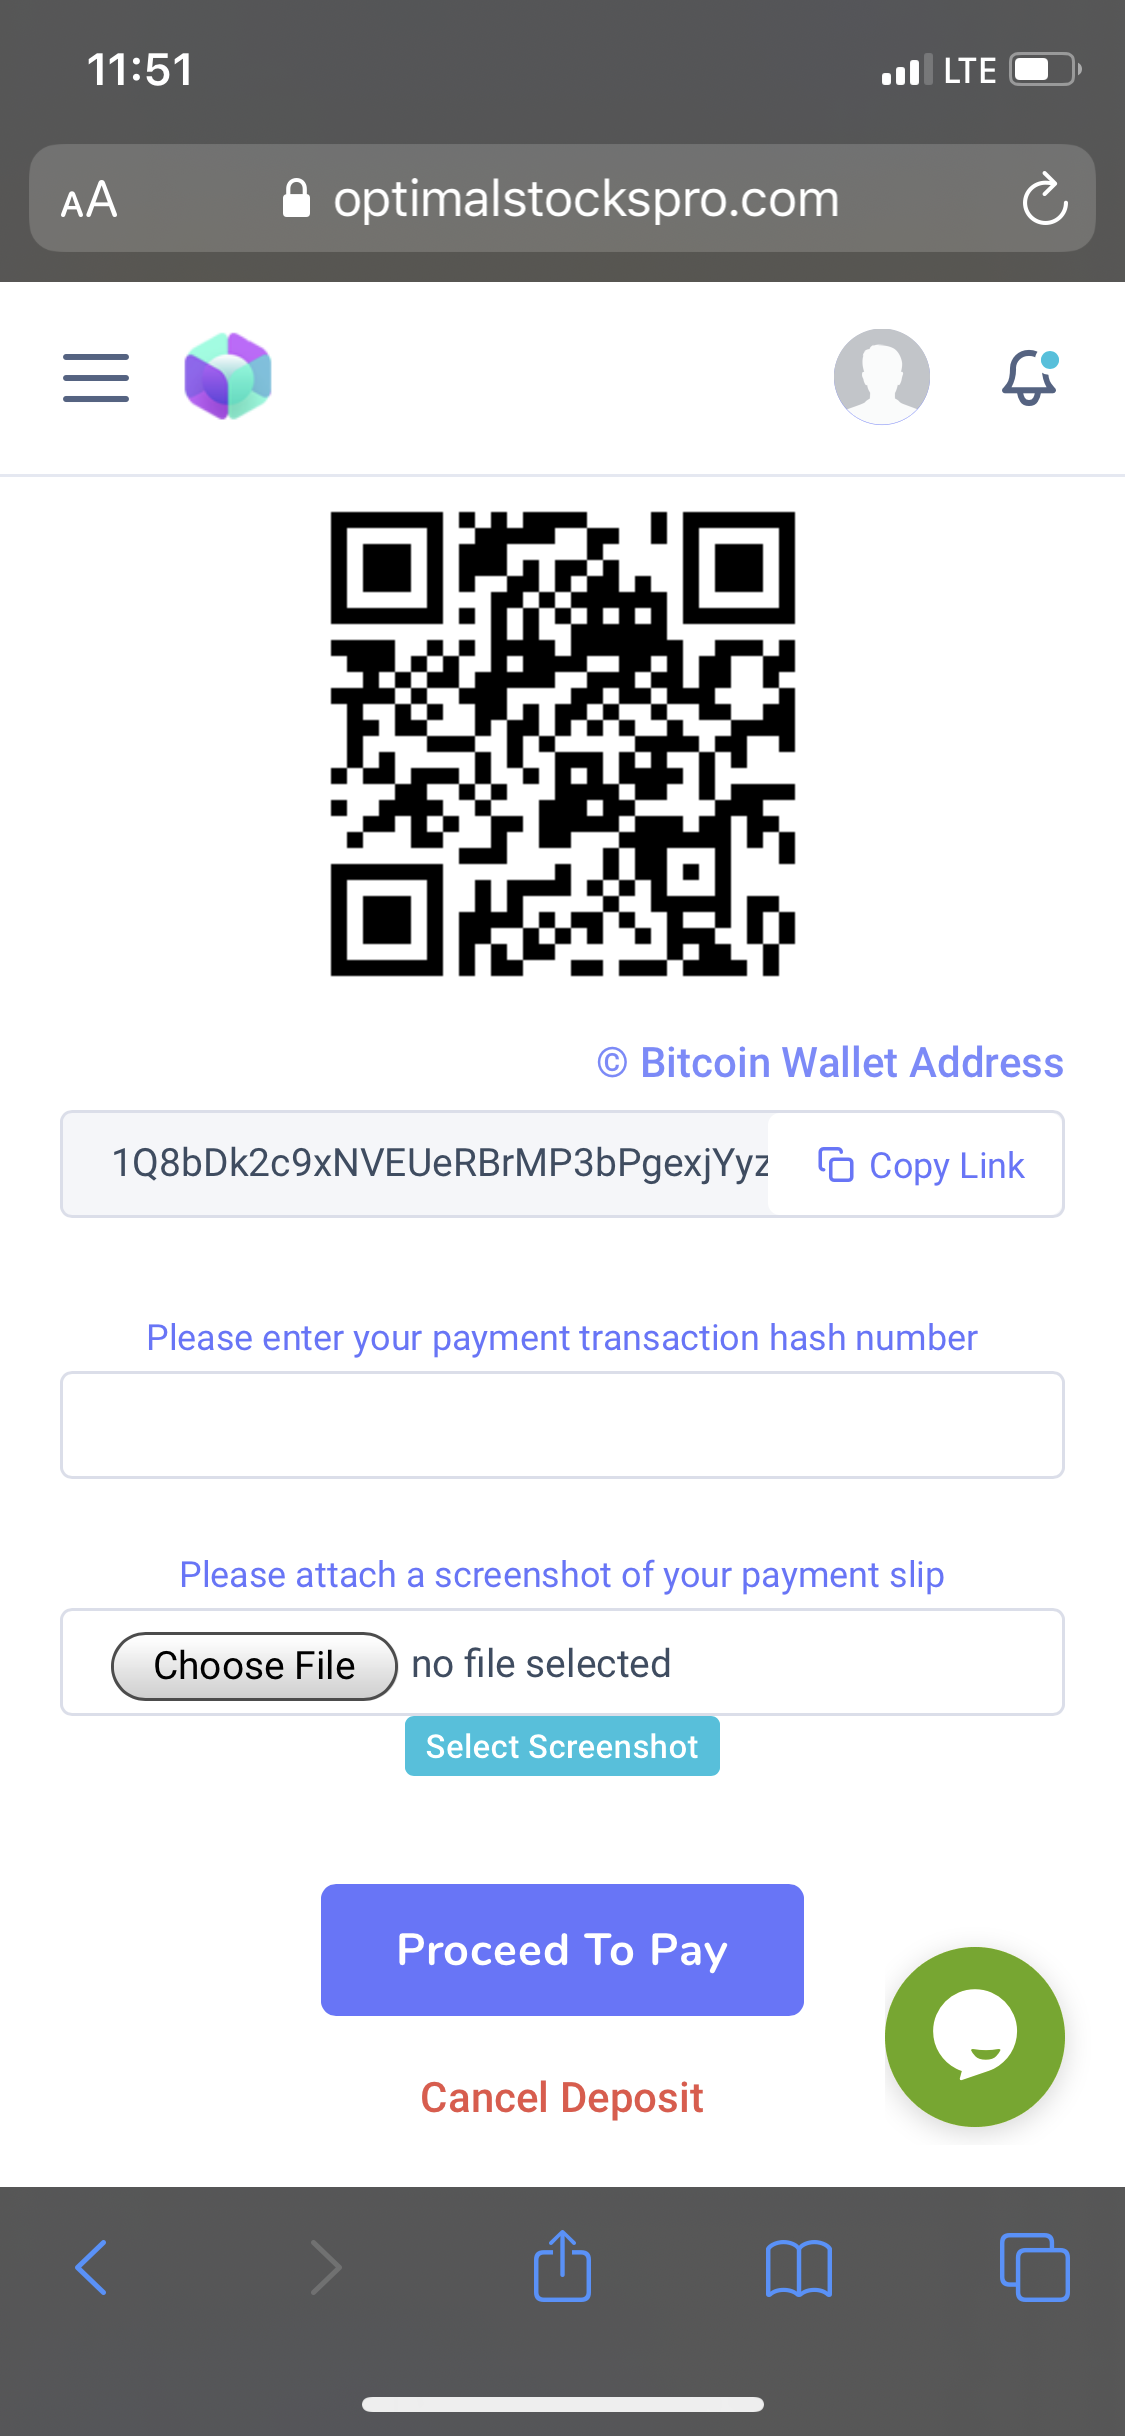 11:51
LTE
AA
optimalstockspro.com
© Bitcoin Wallet Address
1Q8bDk2c9xNVEUeRBrMP3bPgexjYyz
Copy Link
Please enter your payment transaction hash number
Please attach a screenshot of your payment slip
Choose File
no file selected
Select Screenshot
Proceed To Pay
Cancel Deposit